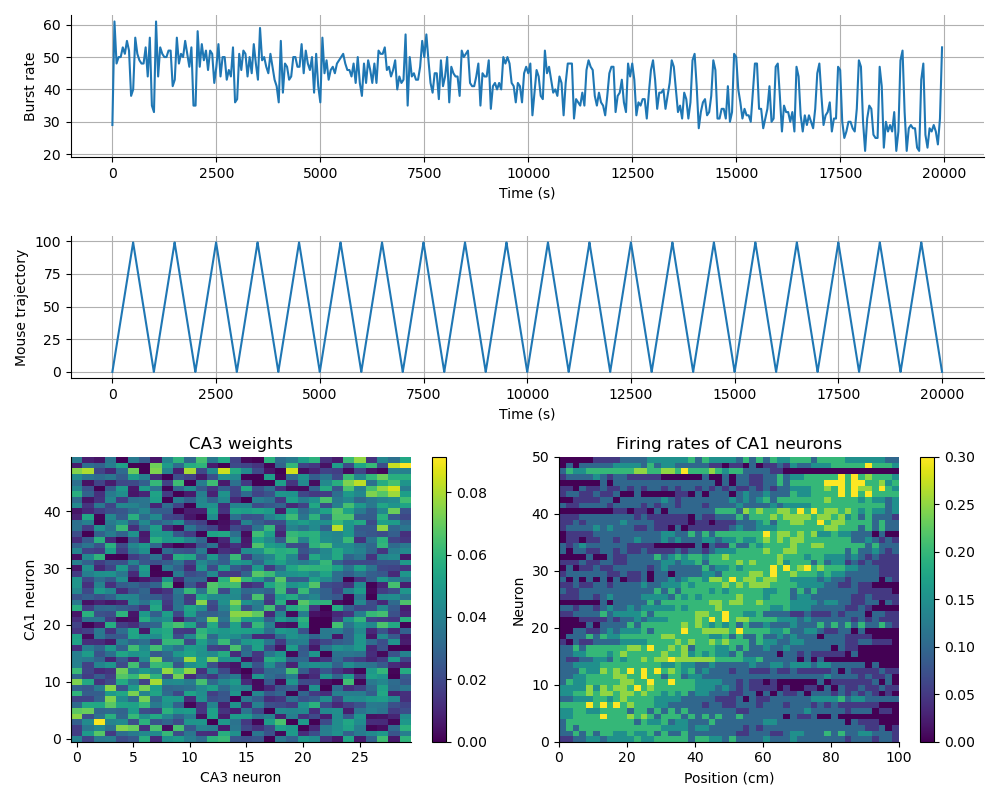 Burst rate
60
50
40
30
20
0 2500 5000 7500 10000 12500 15000 17500 20000
Time (s)
Mouse trajectory
100
75
50
25
0
0 2500 5000 7500 10000 12500 15000 17500 20000
Time (s)
CA3 weights
CA1 neuron
40
30
20
10
0
0 5 10 15 20 25
CA3 neuron
0.08
0.06
0.04
0.02
0.00
Firing rates of CA1 neurons
Neuron
50
40
30
20
10
0
0 20 40 60 80 100
Position (cm)
0.30
0.25
0.20
0.15
0.10
0.05
0.00